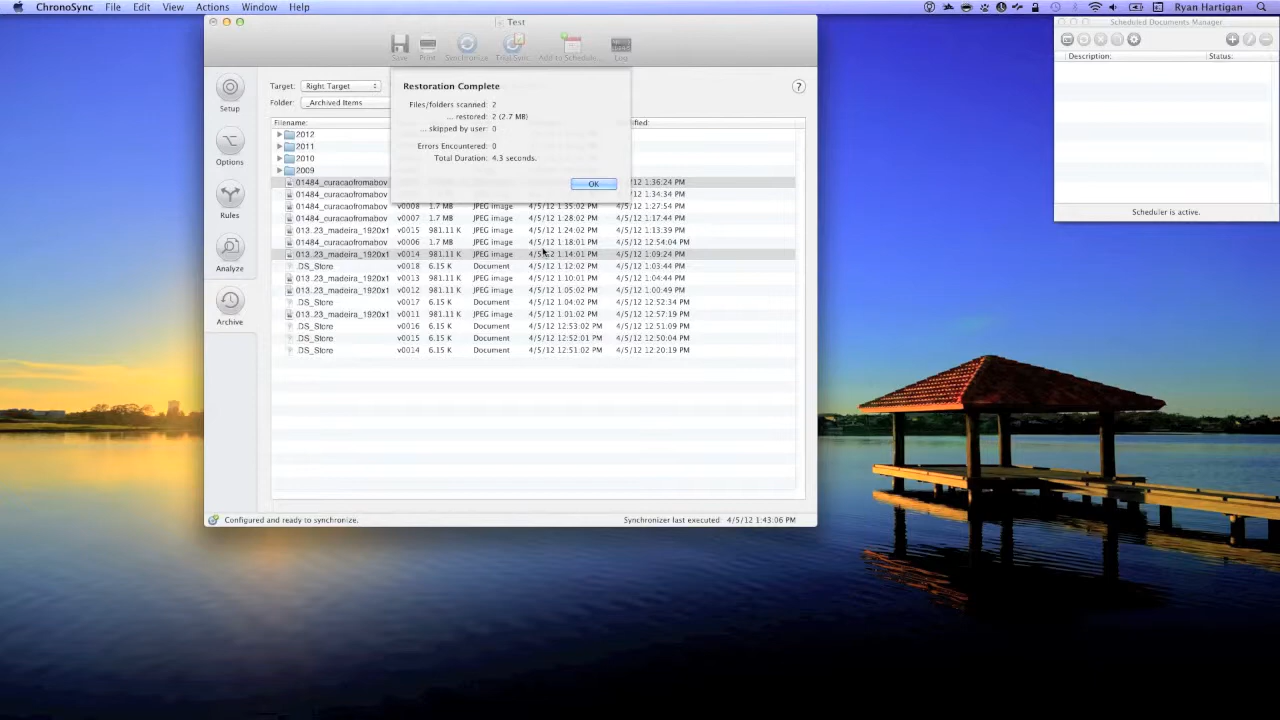 ChronoSync File Edit View Actions Window Help Ryan Hartigan
Test
Scheduled Documents Manager
Save Print Synchronize Trial Sync Add to Schedule... Log
Description: Status:
Scheduler is active.
Setup
Options
Rules
Analyze
Archive
Target: Right Target ?
Folder: _Archived Items
Restoration Complete
Files/folders scanned: 2
... restored: 2 (2.7 MB)
... skipped by user: 0
Errors Encountered: 0
Total Duration: 4.3 seconds.
OK
Filename:
2012
2011
2010
2009
01484_curacaofromabov 1:36:24 PM
01484_curacaofromabov 4/5/12 1:34:34 PM
01484_curacaofromabov v0008 1.7 MB JPEG image 4/5/12 1:35:02 PM 4/5/12 1:27:54 PM
01484_curacaofromabov v0007 1.7 MB JPEG image 4/5/12 1:28:02 PM 4/5/12 1:17:44 PM
013_23_madeira_1920x1 v0015 981.11 K JPEG image 4/5/12 1:24:02 PM 4/5/12 1:13:39 PM
01484_curacaofromabov v0006 1.7 MB JPEG image 4/5/12 1:18:01 PM 4/5/12 12:54:04 PM
013_23_madeira_1920x1 v0014 981.11 K JPEG image 4/5/12 1:14:01 PM 4/5/12 1:09:24 PM
.DS_Store v0018 6.15 K Document 4/5/12 1:12:02 PM 4/5/12 1:03:44 PM
013_23_madeira_1920x1 v0013 981.11 K JPEG image 4/5/12 1:10:01 PM 4/5/12 1:04:44 PM
013_23_madeira_1920x1 v0012 981.11 K JPEG image 4/5/12 1:05:02 PM 4/5/12 1:00:49 PM
.DS_Store v0017 6.15 K Document 4/5/12 1:04:02 PM 4/5/12 12:52:34 PM
013_23_madeira_1920x1 v0011 981.11 K JPEG image 4/5/12 1:01:02 PM 4/5/12 12:57:19 PM
.DS_Store v0016 6.15 K Document 4/5/12 12:53:02 PM 4/5/12 12:51:09 PM
.DS_Store v0015 6.15 K Document 4/5/12 12:52:01 PM 4/5/12 12:50:04 PM
.DS_Store v0014 6.15 K Document 4/5/12 12:51:02 PM 4/5/12 12:20:19 PM
Configured and ready to synchronize. Synchronizer last executed: 4/5/12 1:43:06 PM